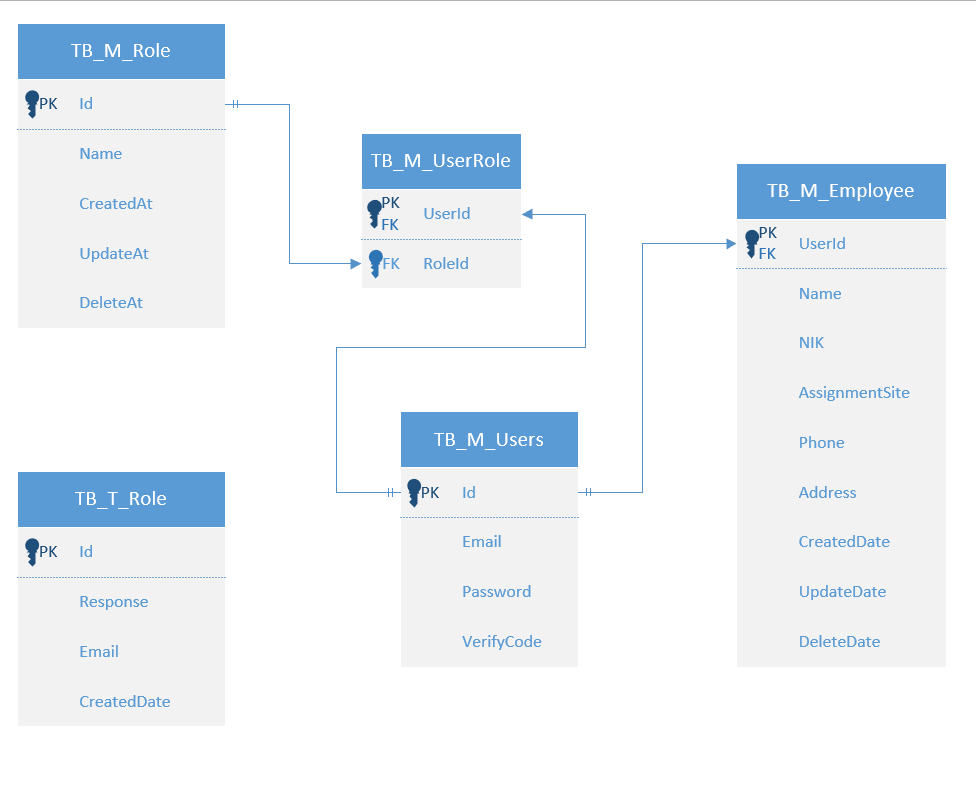 TB_M_Role
PK Id
Name
CreatedAt
UpdateAt
DeleteAt
TB_M_UserRole
PK
FK
UserId
FK RoleId
TB_M_Employee
PK
FK
UserId
Name
NIK
AssignmentSite
Phone
Address
CreatedDate
UpdateDate
DeleteDate
TB_M_Users
PK Id
Email
Password
VerifyCode
TB_T_Role
PK Id
Response
Email
CreatedDate